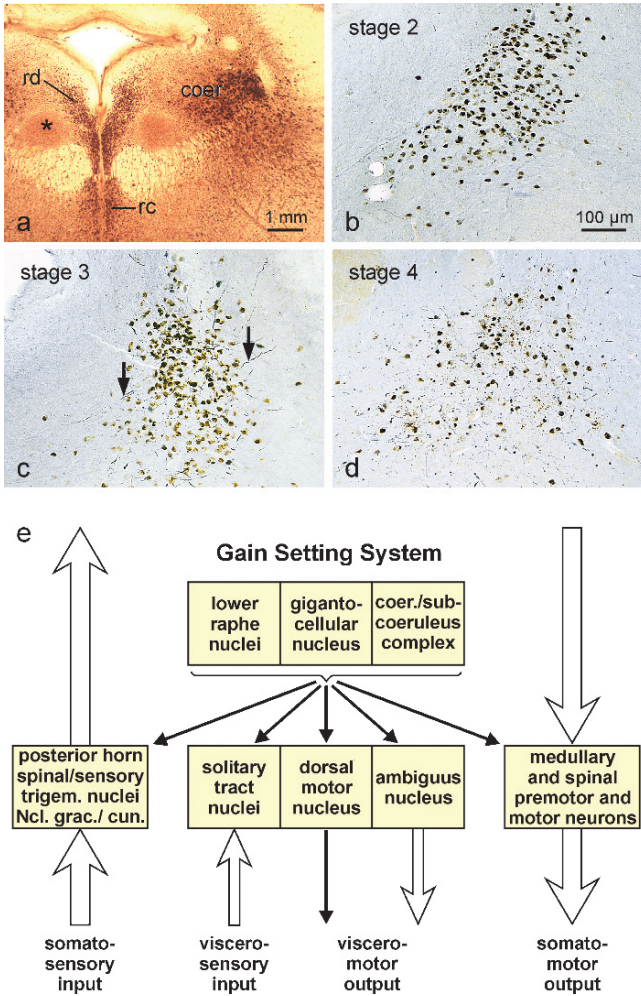 rd
coer
*
rc
a
1 mm
stage 2
b
100 µm
stage 3
c
stage 4
d
e
Gain Setting System
lower
raphe
nuclei
giganto-
cellular
nucleus
coer./sub-
coeruleus
complex
posterior horn
spinal/sensory
trigem. nuclei
Ncl. grac./ cun.
solitary
tract
nuclei
dorsal
motor
nucleus
ambiguus
nucleus
medullary
and spinal
premotor and
motor neurons
somato-
sensory
input
viscero-
sensory
input
viscero-
motor
output
somato-
motor
output